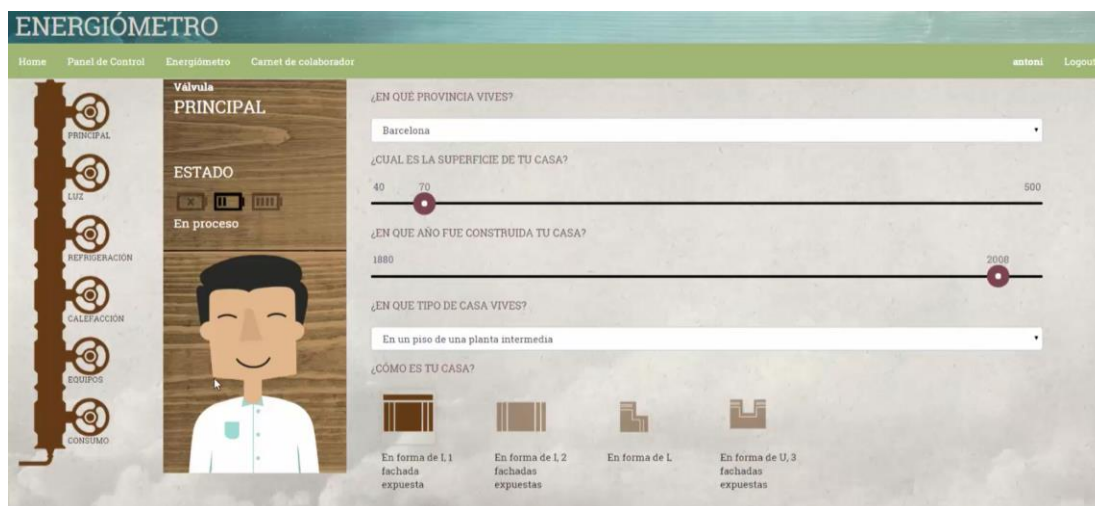 ENERGIÓMETRO
Home Panel de Control Energiómetro Carnet de colaborador antoni Logout
PRINCIPAL
LUZ
REFRIGERACIÓN
CALEFACCIÓN
EQUIPOS
CONSUMO
Válvula
PRINCIPAL
ESTADO
En proceso
¿EN QUÉ PROVINCIA VIVES?
Barcelona
¿CUAL ES LA SUPERFICIE DE TU CASA?
40 70 500
¿EN QUE AÑO FUE CONSTRUIDA TU CASA?
1880 2008
¿EN QUE TIPO DE CASA VIVES?
En un piso de una planta intermedia
¿CÓMO ES TU CASA?
En forma de I, 1
fachada
expuesta
En forma de I, 2
fachadas
expuestas
En forma de L
En forma de U, 3
fachadas
expuestas